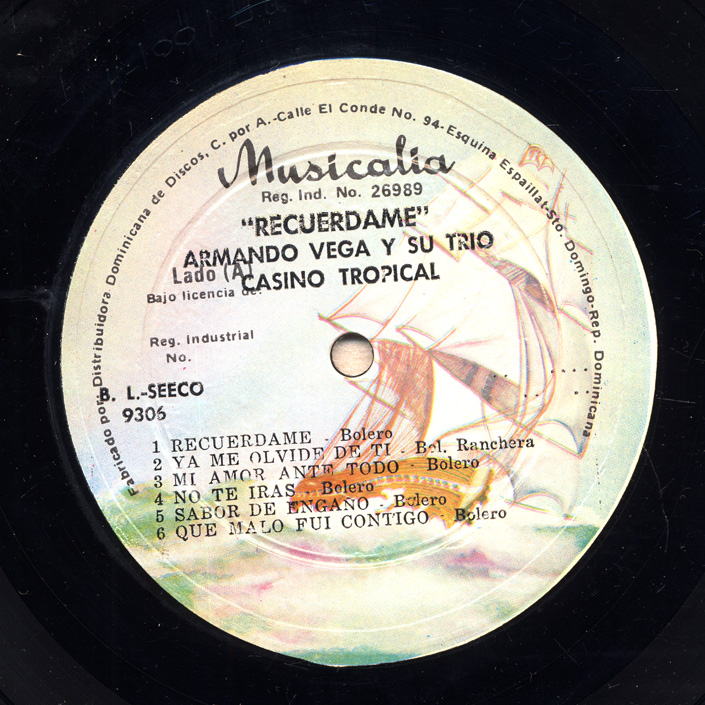 Fabricado por Distribuidora Dominicana de Discos, C. por A.-Calle El Conde No. 94-Esquina Espaillat-Sto. Domingo-Rep. Dominicana
Musicalia
Reg. Ind. No. 26989
"RECUERDAME"
ARMANDO VEGA Y SU TRIO
Lado (A)
CASINO TROPICAL
Bajo licencia de:
Reg. Industrial
No.
B. L.-SEECO
9306
1 RECUERDAME - Bolero
2 YA ME OLVIDE DE TI - Bol. Ranchera
3 MI AMOR ANTE TODO - Bolero
4 NO TE IRAS - Bolero
5 SABOR DE ENGAÑO - Bolero
6 QUE MALO FUI CONTIGO - Bolero